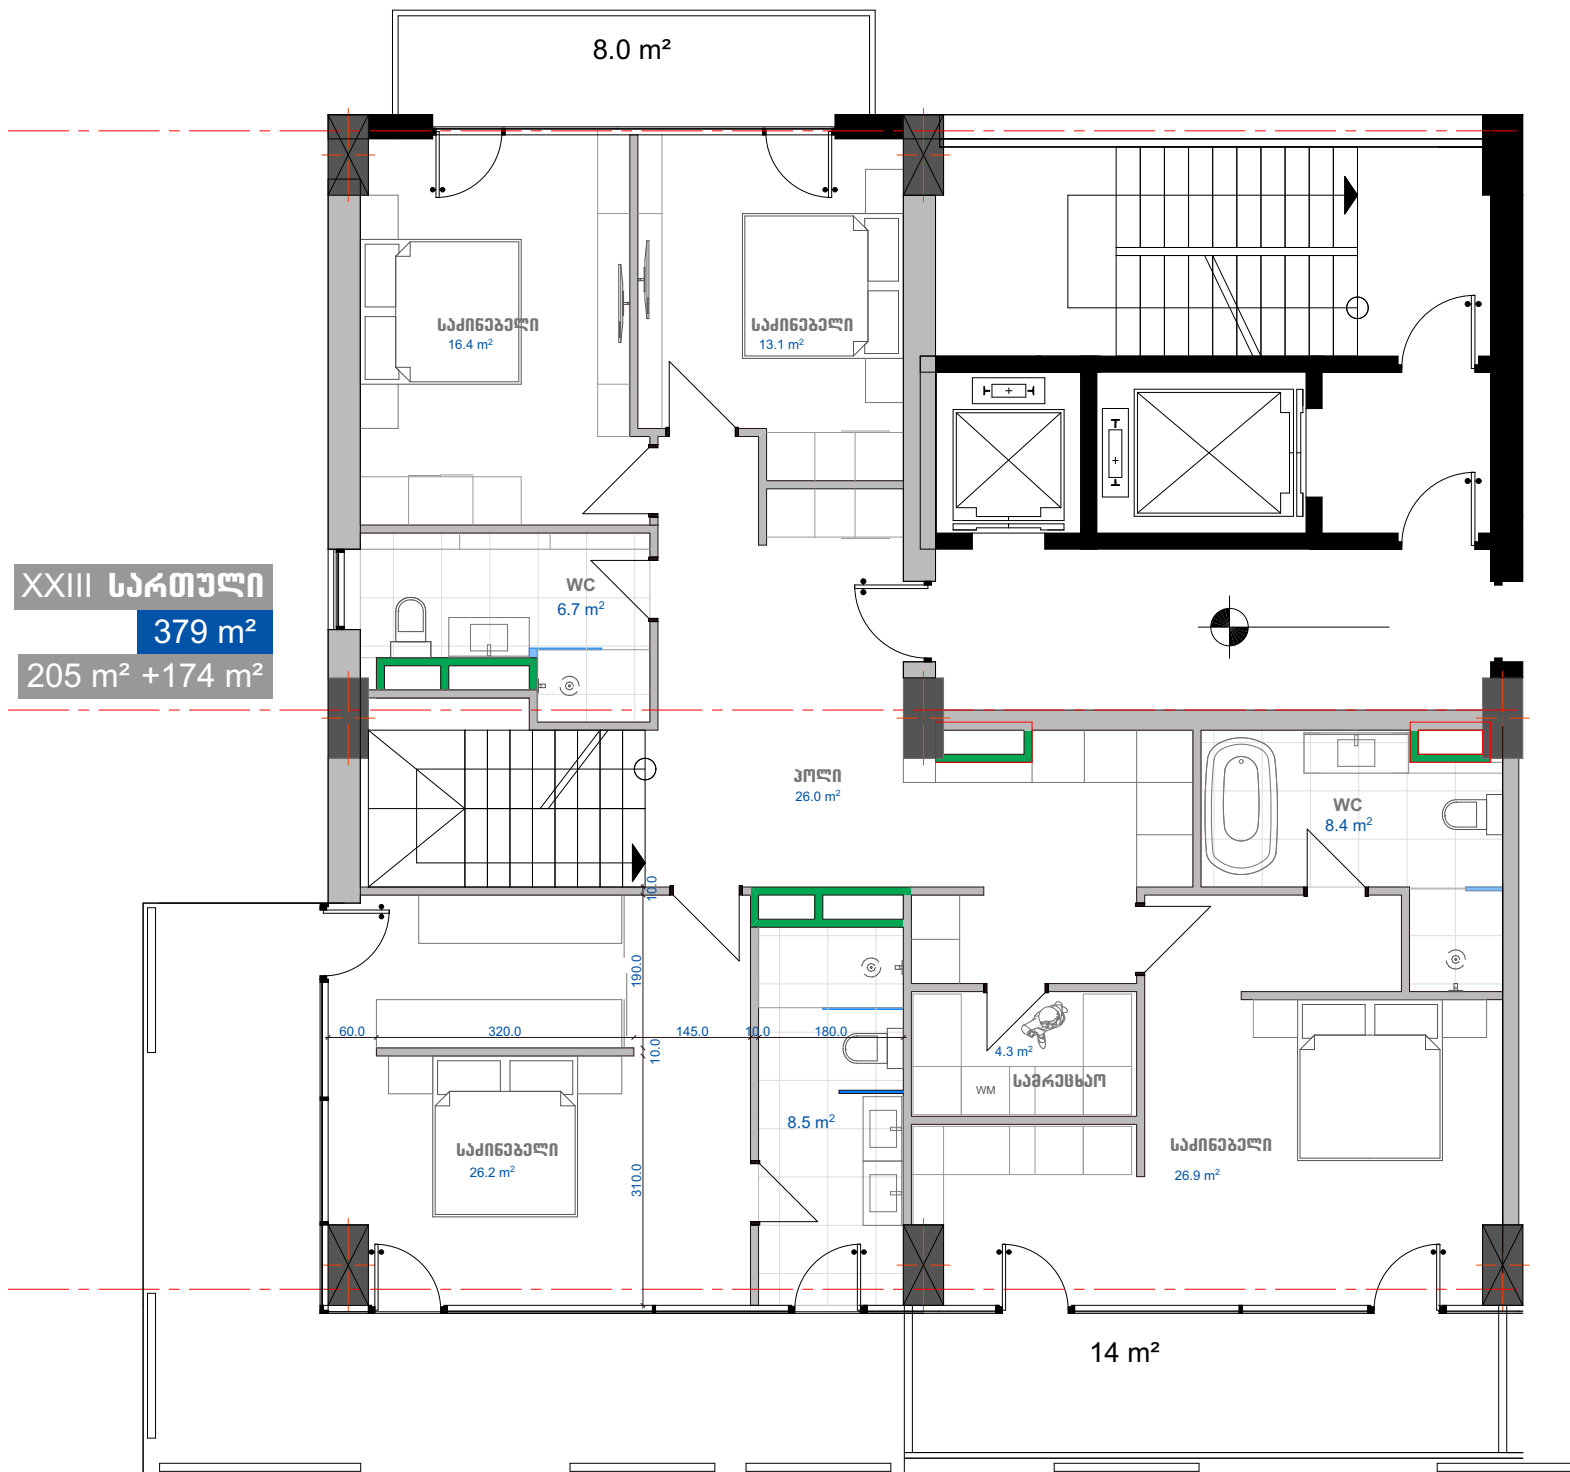 8.0 m²
საძინებელი
16.4 m²
საძინებელი
13.1 m²
XXIII სართული
379 m²
205 m² +174 m²
WC
6.7 m²
ჰოლი
26.0 m²
WC
8.4 m²
10.0
190.0
60.0
320.0
145.0
10.0
180.0
10.0
4.3 m²
სამრეცხაო
WM
8.5 m²
საძინებელი
26.2 m²
310.0
საძინებელი
26.9 m²
14 m²